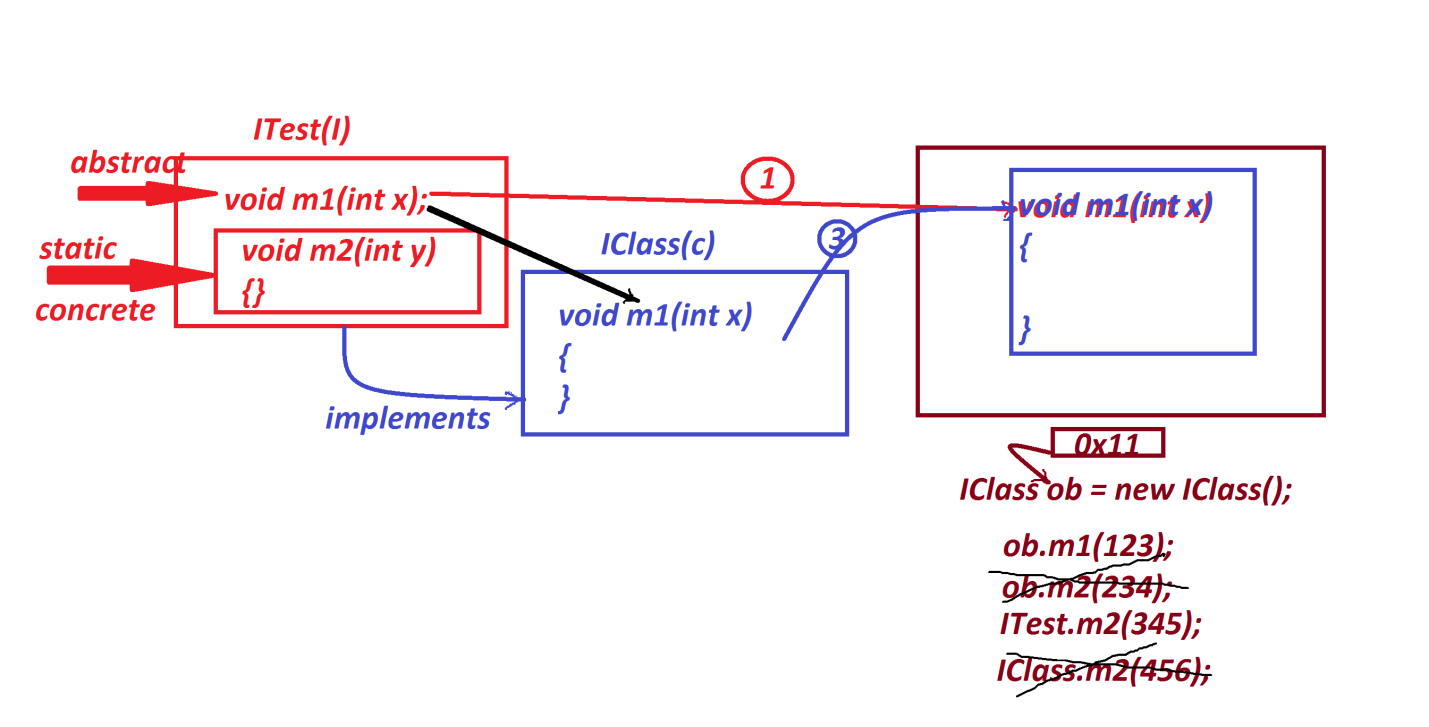 ITest(I)
abstract
void m1(int x);
static
void m2(int y)
{}
concrete
implements
1
3
IClass(c)
void m1(int x)
{
}
void m1(int x)
{
}
0x11
IClass ob = new IClass();
ob.m1(123);
ob.m2(234);
ITest.m2(345);
IClass.m2(456);